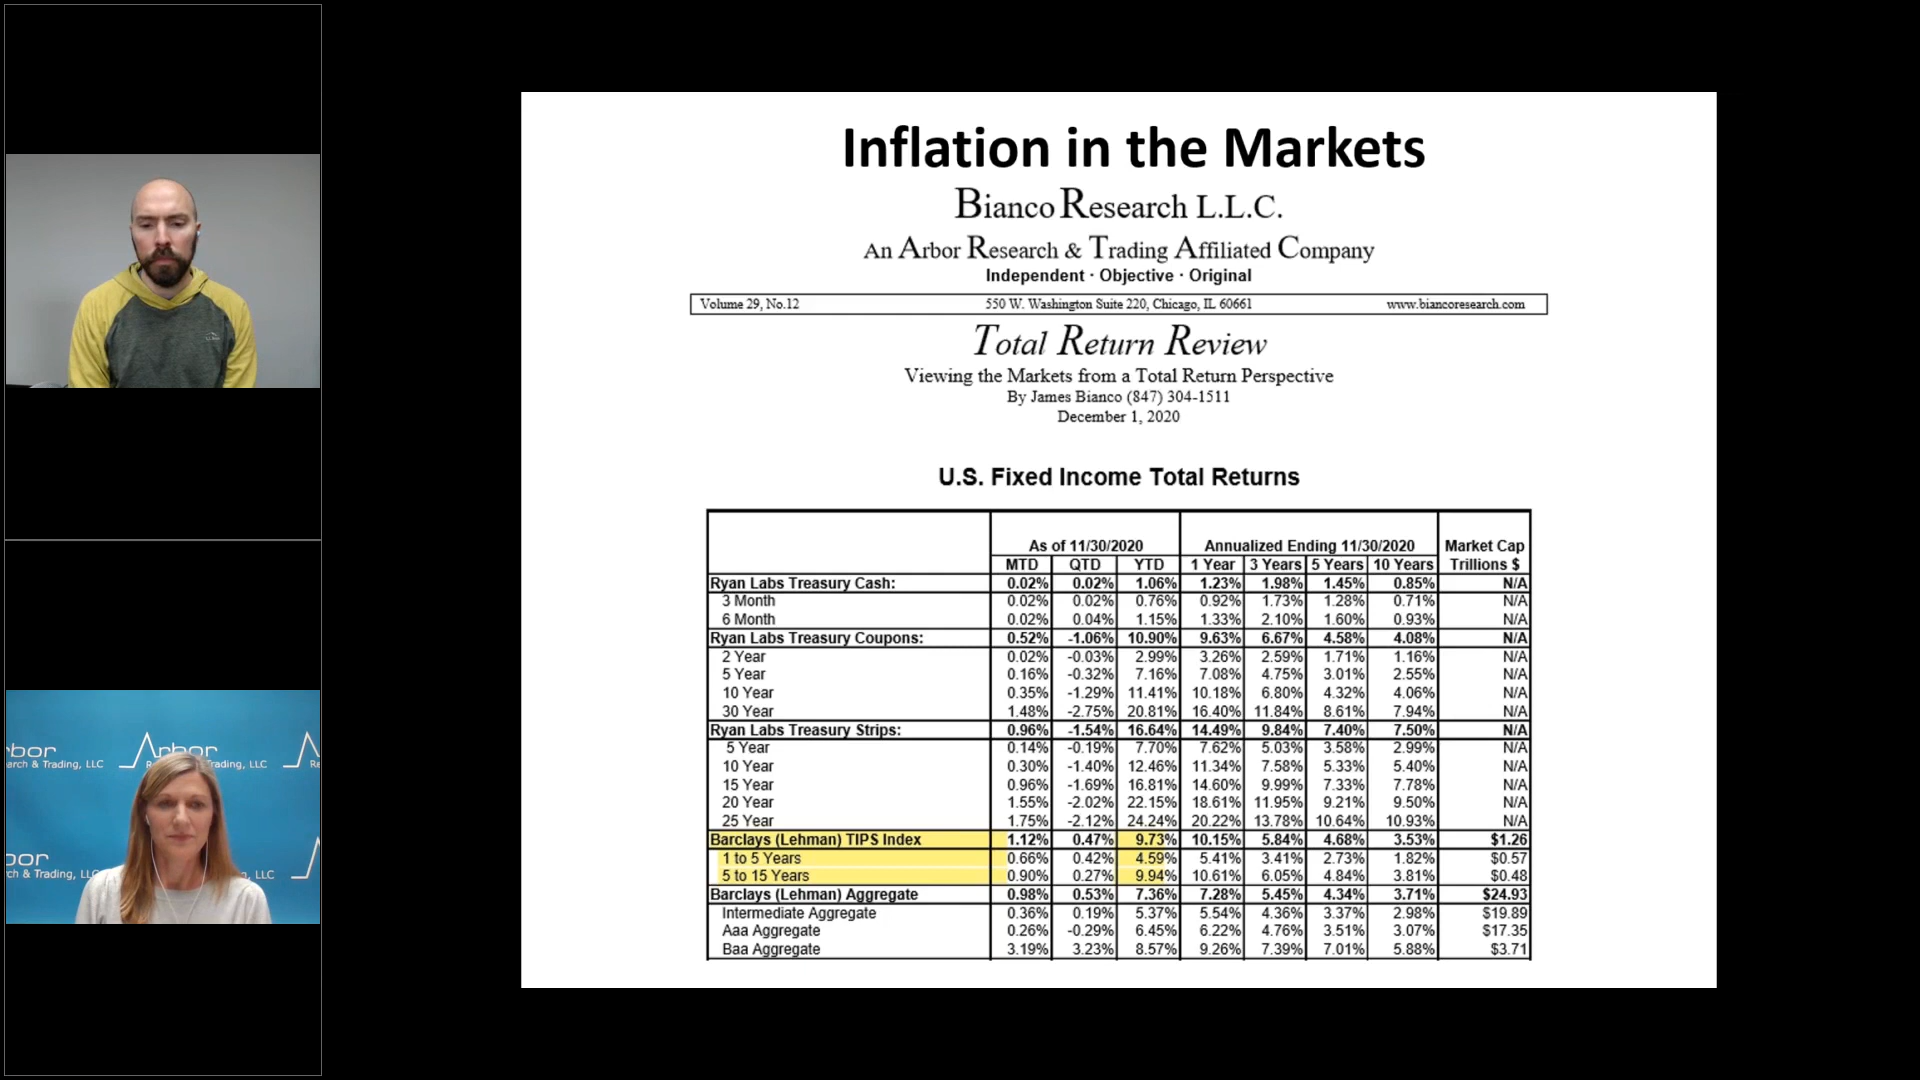 Inflation in the Markets
Bianco Research L.L.C.
An Arbor Research & Trading Affiliated Company
Independent · Objective · Original
Volume 29, No.12 550 W. Washington Suite 220, Chicago, IL 60661 www.biancoresearch.com
Total Return Review
Viewing the Markets from a Total Return Perspective
By James Bianco (847) 304-1511
December 1, 2020
U.S. Fixed Income Total Returns
As of 11/30/2020 Annualized Ending 11/30/2020 Market Cap
MTD QTD YTD 1 Year 3 Years 5 Years 10 Years Trillions $
Ryan Labs Treasury Cash: 0.02% 0.02% 1.06% 1.23% 1.98% 1.45% 0.85% N/A
3 Month 0.02% 0.02% 0.76% 0.92% 1.73% 1.28% 0.71% N/A
6 Month 0.02% 0.04% 1.15% 1.33% 2.10% 1.60% 0.93% N/A
Ryan Labs Treasury Coupons: 0.52% -1.06% 10.90% 9.63% 6.67% 4.58% 4.08% N/A
2 Year 0.02% -0.03% 2.99% 3.26% 2.59% 1.71% 1.16% N/A
5 Year 0.16% -0.32% 7.16% 7.08% 4.75% 3.01% 2.55% N/A
10 Year 0.35% -1.29% 11.41% 10.18% 6.80% 4.32% 4.06% N/A
30 Year 1.48% -2.75% 20.81% 16.40% 11.84% 8.61% 7.94% N/A
Ryan Labs Treasury Strips: 0.96% -1.54% 16.64% 14.49% 9.84% 7.40% 7.50% N/A
5 Year 0.14% -0.19% 7.70% 7.62% 5.03% 3.58% 2.99% N/A
10 Year 0.30% -1.40% 12.46% 11.34% 7.58% 5.33% 5.40% N/A
15 Year 0.96% -1.69% 16.81% 14.60% 9.99% 7.33% 7.78% N/A
20 Year 1.55% -2.02% 22.15% 18.61% 11.95% 9.21% 9.50% N/A
25 Year 1.75% -2.12% 24.24% 20.22% 13.78% 10.64% 10.93% N/A
Barclays (Lehman) TIPS Index 1.12% 0.47% 9.73% 10.15% 5.84% 4.68% 3.53% $1.26
1 to 5 Years 0.66% 0.42% 4.59% 5.41% 3.41% 2.73% 1.82% $0.57
5 to 15 Years 0.90% 0.27% 9.94% 10.61% 6.05% 4.84% 3.81% $0.48
Barclays (Lehman) Aggregate 0.98% 0.53% 7.36% 7.28% 5.45% 4.34% 3.71% $24.93
Intermediate Aggregate 0.36% 0.19% 5.37% 5.54% 4.36% 3.37% 2.98% $19.89
Aaa Aggregate 0.26% -0.29% 6.45% 6.22% 4.76% 3.51% 3.07% $17.35
Baa Aggregate 3.19% 3.23% 8.57% 9.26% 7.39% 7.01% 5.88% $3.71
rbor Arbor
arch & Trading, LLC R ading, LLC Re
oor
arch & Trading, LL , LLC